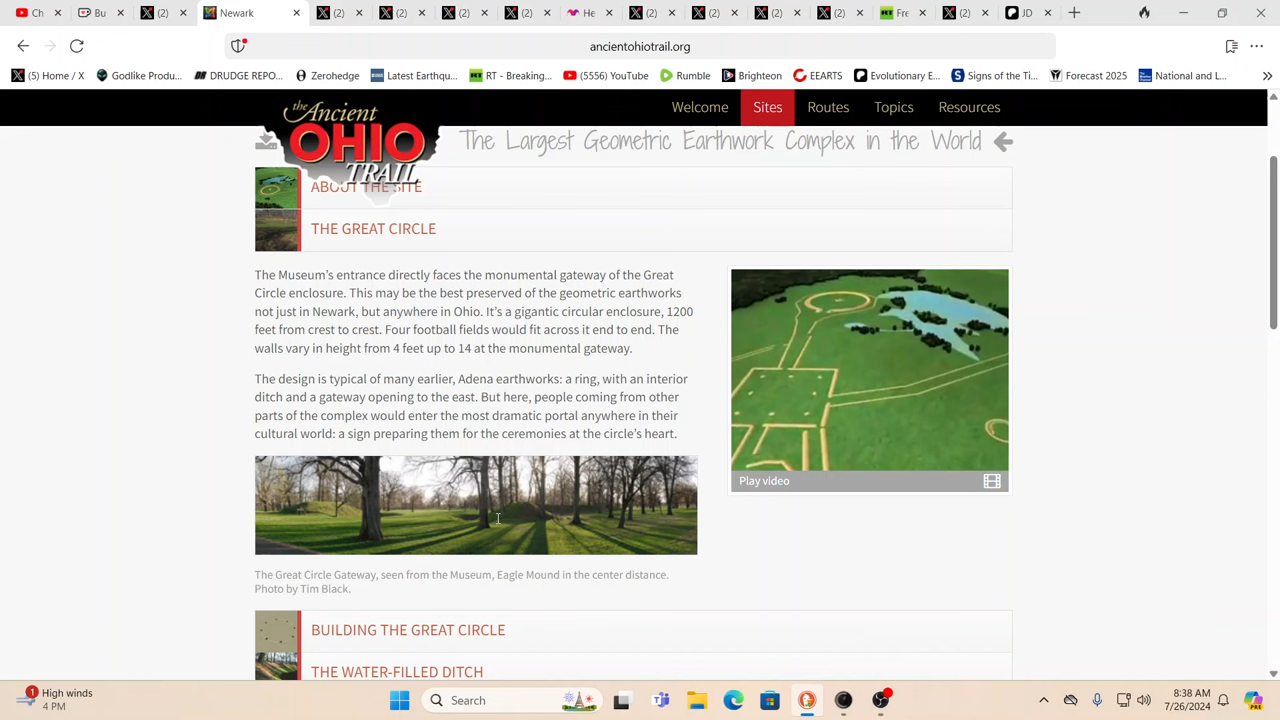 Ch
Bu
(2)
Newark
(2)
(2)
(2)
(2)
He
(2)
(2)
(2)
(2)
Fre
(2)
JD
ancientohiotrail.org
(5) Home / X
Godlike Produ...
DRUDGE REPO...
Zerohedge
Latest Earthqu...
RT - Breaking...
(5556) YouTube
Rumble
Brighteon
EEARTS
Evolutionary E...
Signs of the Ti...
Forecast 2025
National and L...
the Ancient
OHIO
TRAIL
Welcome
Sites
Routes
Topics
Resources
The Largest Geometric Earthwork Complex in the World
ABOUT THE SITE
THE GREAT CIRCLE
The Museum’s entrance directly faces the monumental gateway of the Great
Circle enclosure. This may be the best preserved of the geometric earthworks
not just in Newark, but anywhere in Ohio. It’s a gigantic circular enclosure, 1200
feet from crest to crest. Four football fields would fit across it end to end. The
walls vary in height from 4 feet up to 14 at the monumental gateway.
The design is typical of many earlier, Adena earthworks: a ring, with an interior
ditch and a gateway opening to the east. But here, people coming from other
parts of the complex would enter the most dramatic portal anywhere in their
cultural world: a sign preparing them for the ceremonies at the circle’s heart.
Play video
The Great Circle Gateway, seen from the Museum, Eagle Mound in the center distance.
Photo by Tim Black.
BUILDING THE GREAT CIRCLE
THE WATER-FILLED DITCH
1
High winds
4 PM
Search
8:38 AM
7/26/2024